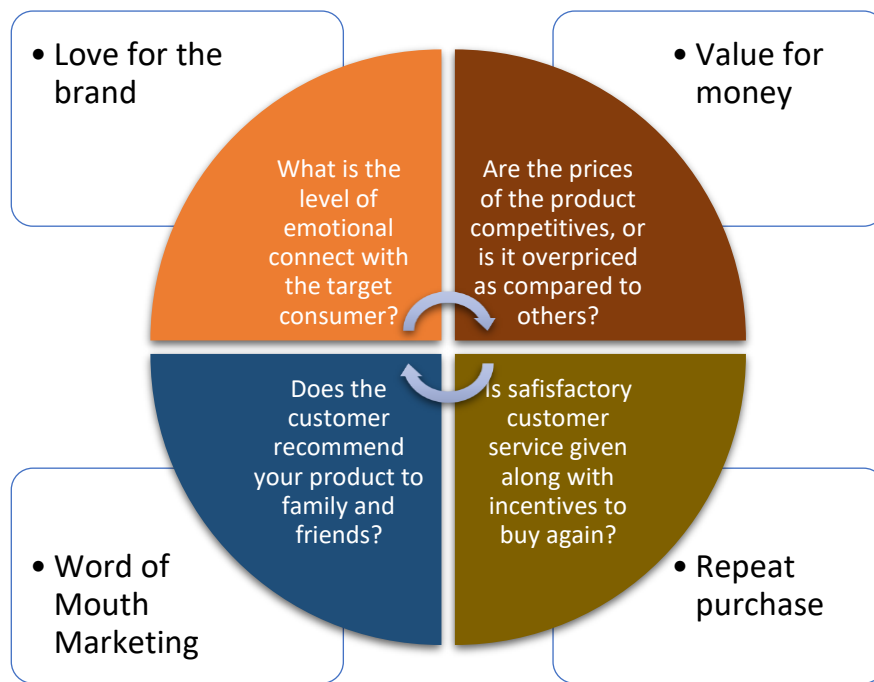 • Love for the
brand
• Value for
money
What is the
level of
emotional
connect with
the target
consumer?
Are the prices
of the product
competitives, or
is it overpriced
as compared to
others?
Does the
customer
recommend
your product to
family and
friends?
Is safisfactory
customer
service given
along with
incentives to
buy again?
• Word of
Mouth
Marketing
• Repeat
purchase